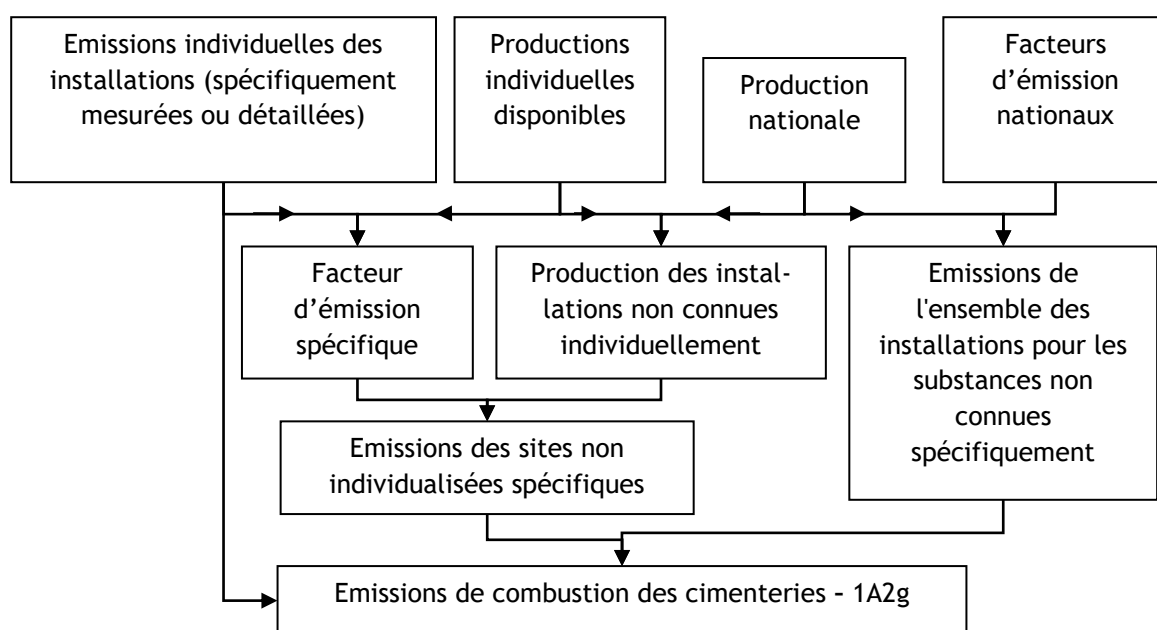 Emissions individuelles des
installations (spécifiquement
mesurées ou détaillées)
Productions
individuelles
disponibles
Production
nationale
Facteurs
d’émission
nationaux
Facteur
d’émission
spécifique
Production des instal-
lations non connues
individuellement
Emissions de
l'ensemble des
installations pour les
substances non
connues
spécifiquement
Emissions des sites non
individualisées spécifiques
Emissions de combustion des cimenteries – 1A2g